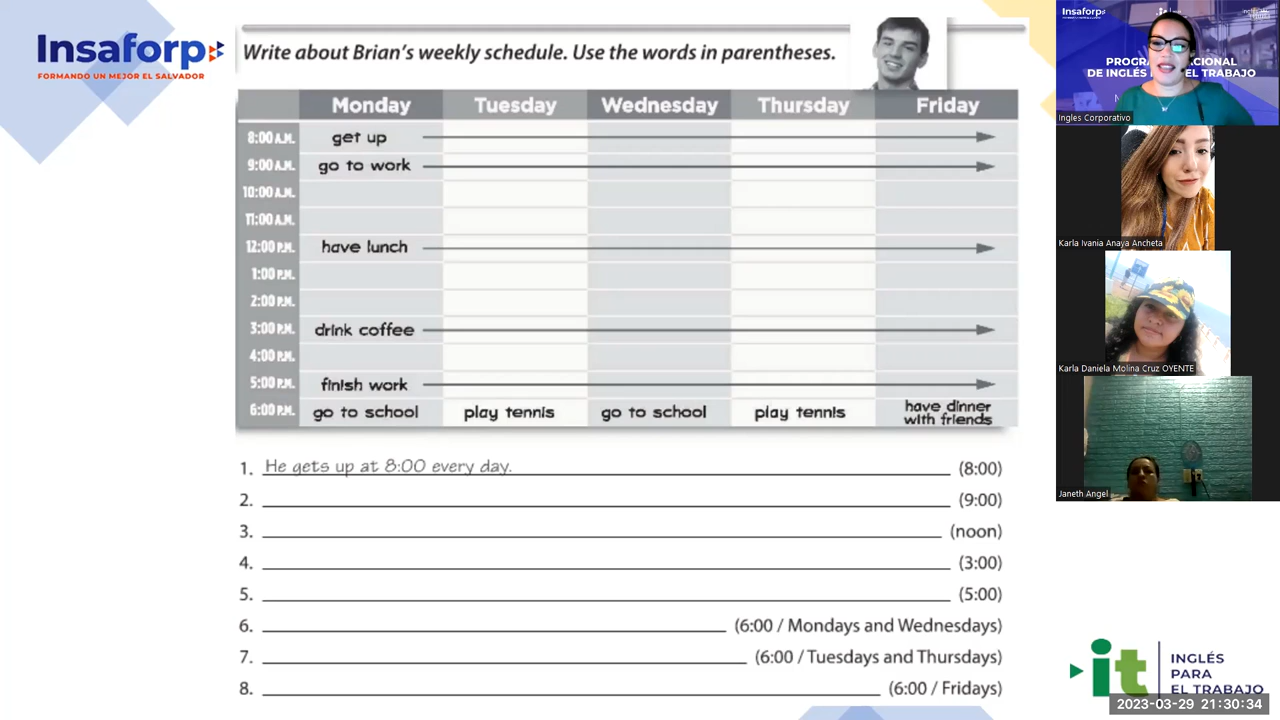 Insaforp
FORMANDO UN MEJOR EL SALVADOR
Write about Brian's weekly schedule. Use the words in parentheses.
Monday Tuesday Wednesday Thursday Friday
8:00 A.M. get up
9:00 A.M. go to work
10:00 A.M.
11:00 A.M.
12:00 P.M. have lunch
1:00 P.M.
2:00 P.M.
3:00 P.M. drink coffee
4:00 P.M.
5:00 P.M. finish work
6:00 P.M. go to school play tennis go to school play tennis have dinner with friends
1. He gets up at 8:00 every day. (8:00)
2. (9:00)
3. (noon)
4. (3:00)
5. (5:00)
6. (6:00 / Mondays and Wednesdays)
7. (6:00 / Tuesdays and Thursdays)
8. (6:00 / Fridays)
Insaforp
DE INGLÉS EL TRABAJO
Ingles Corporativo
Karla Ivania Anaya Ancheta
Karla Daniela Molina Cruz OYENTE
Janeth Angel
it INGLÉS
PARA
EL TRABAJO
2023-03-29 21:30:34